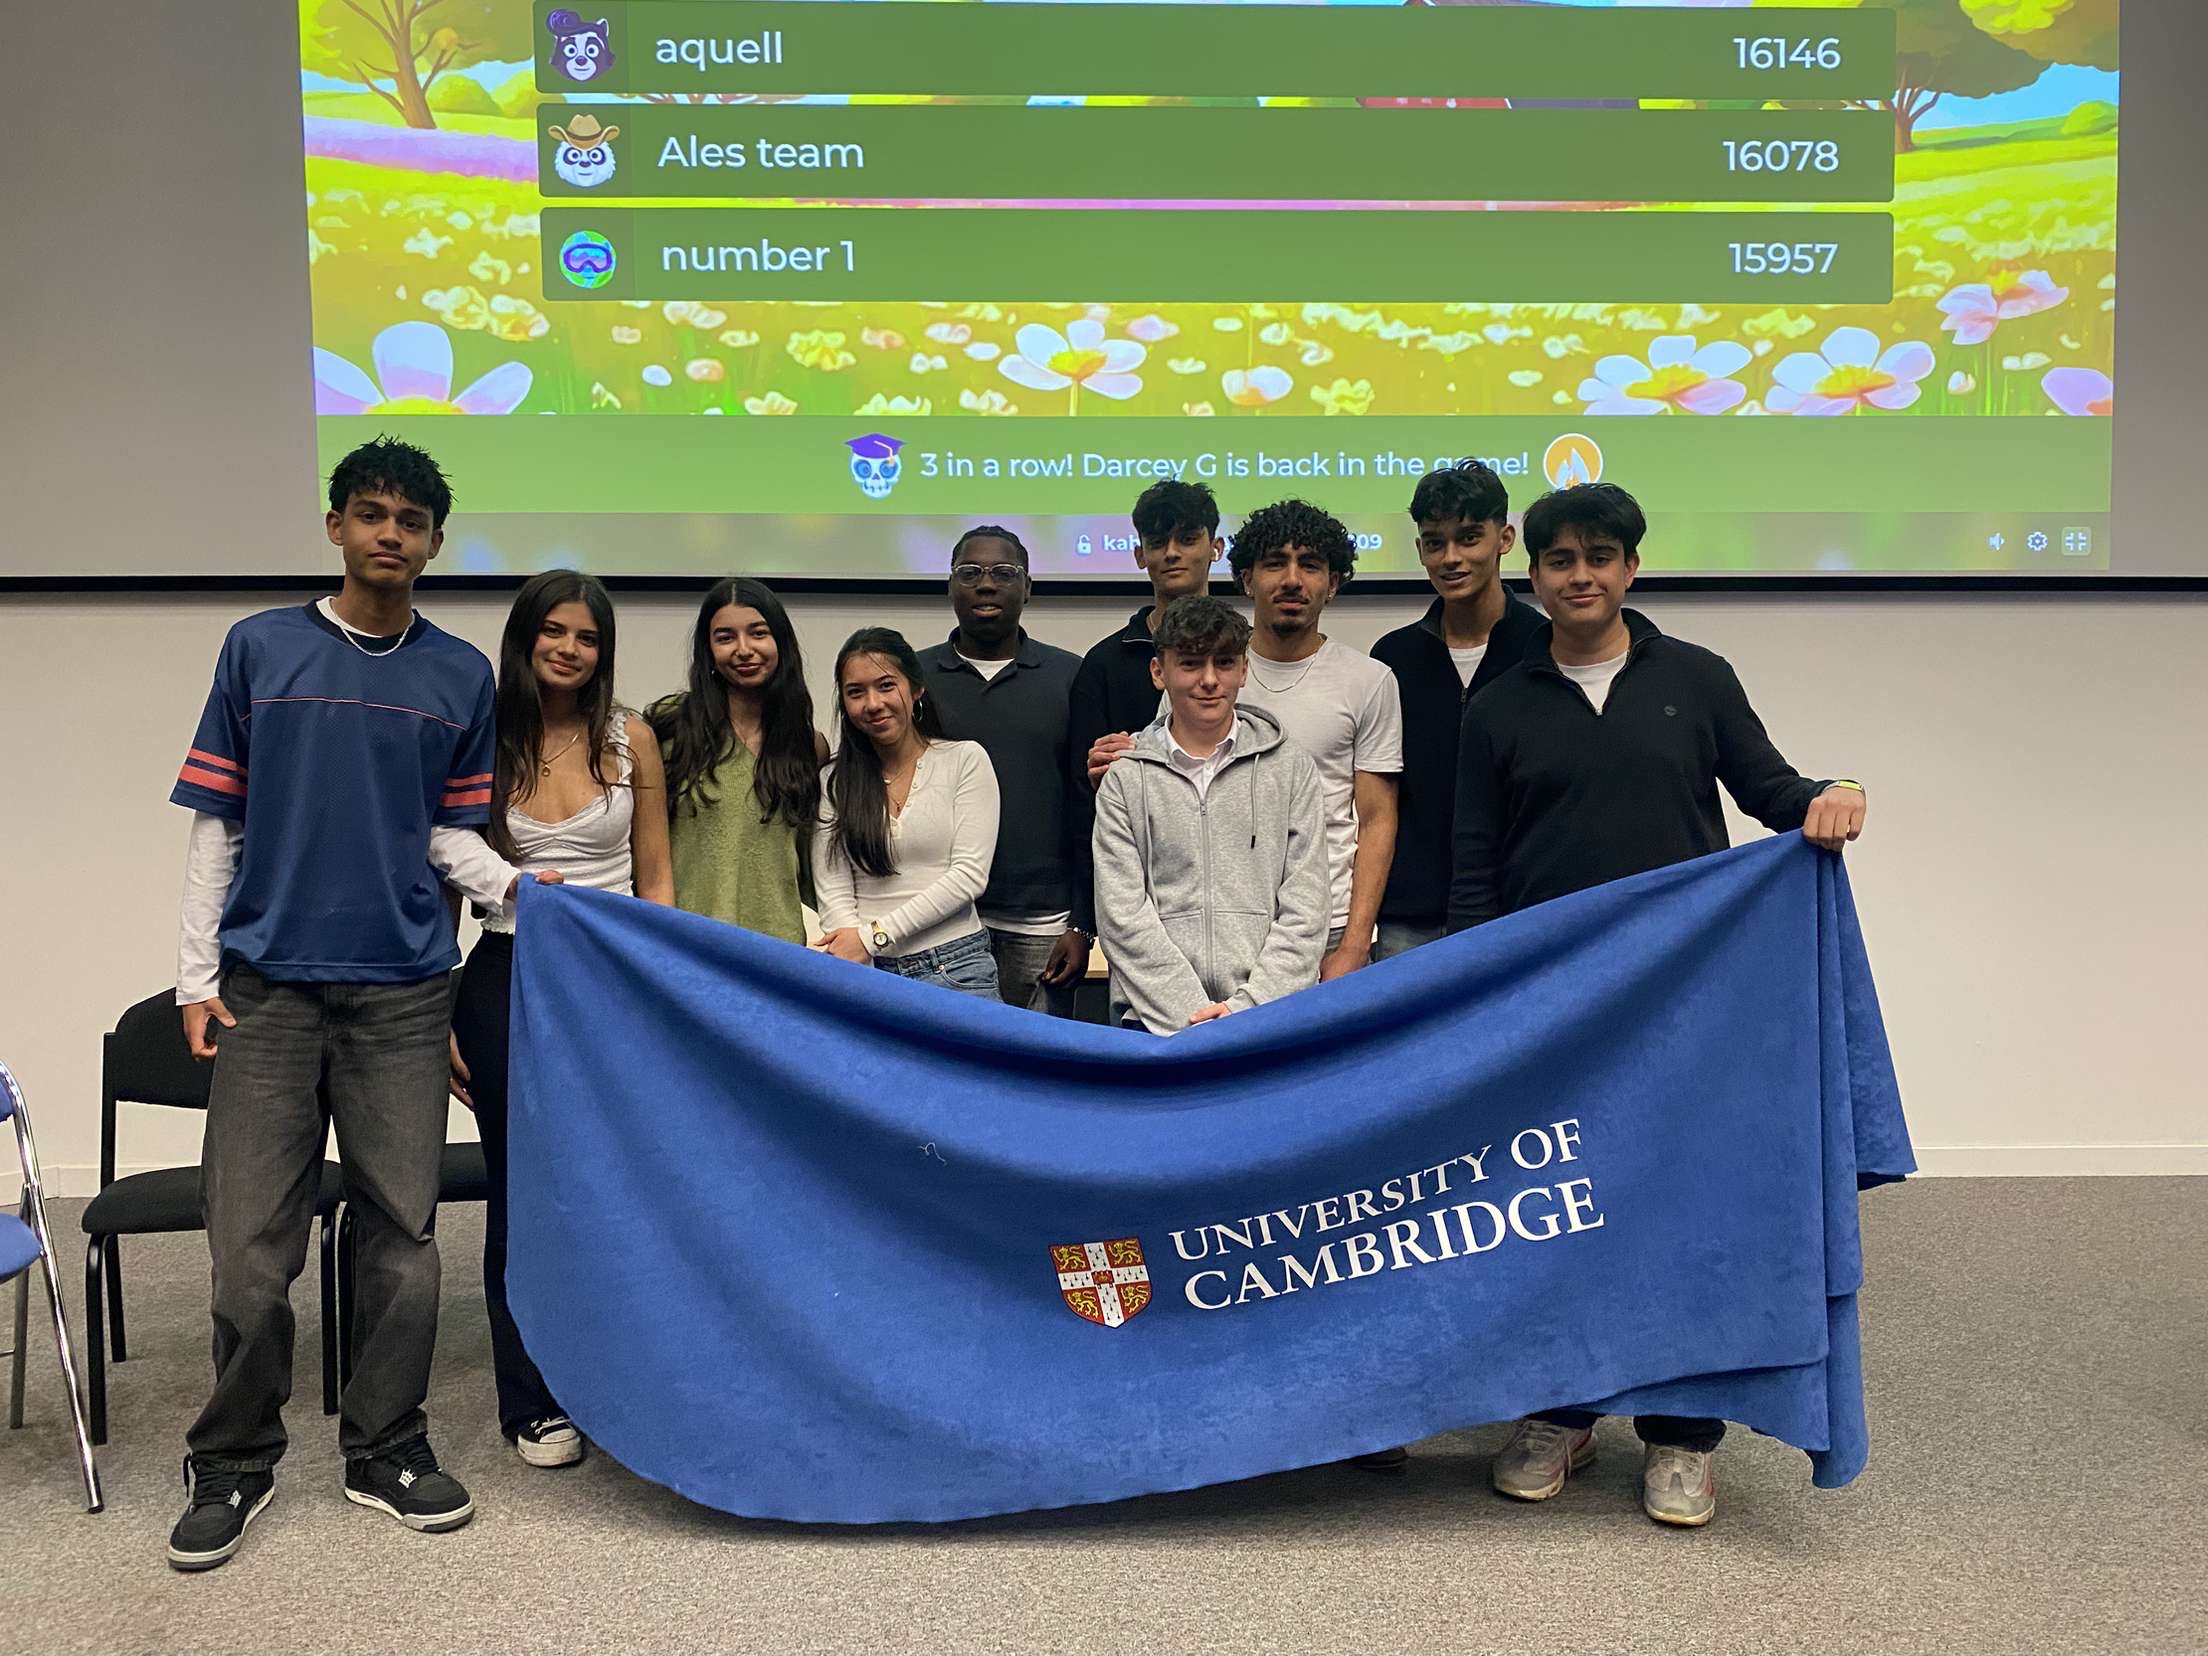 aquell 16146
Ales team 16078
number 1 15957
3 in a row! Darcey G is back in the game!
UNIVERSITY OF
CAMBRIDGE